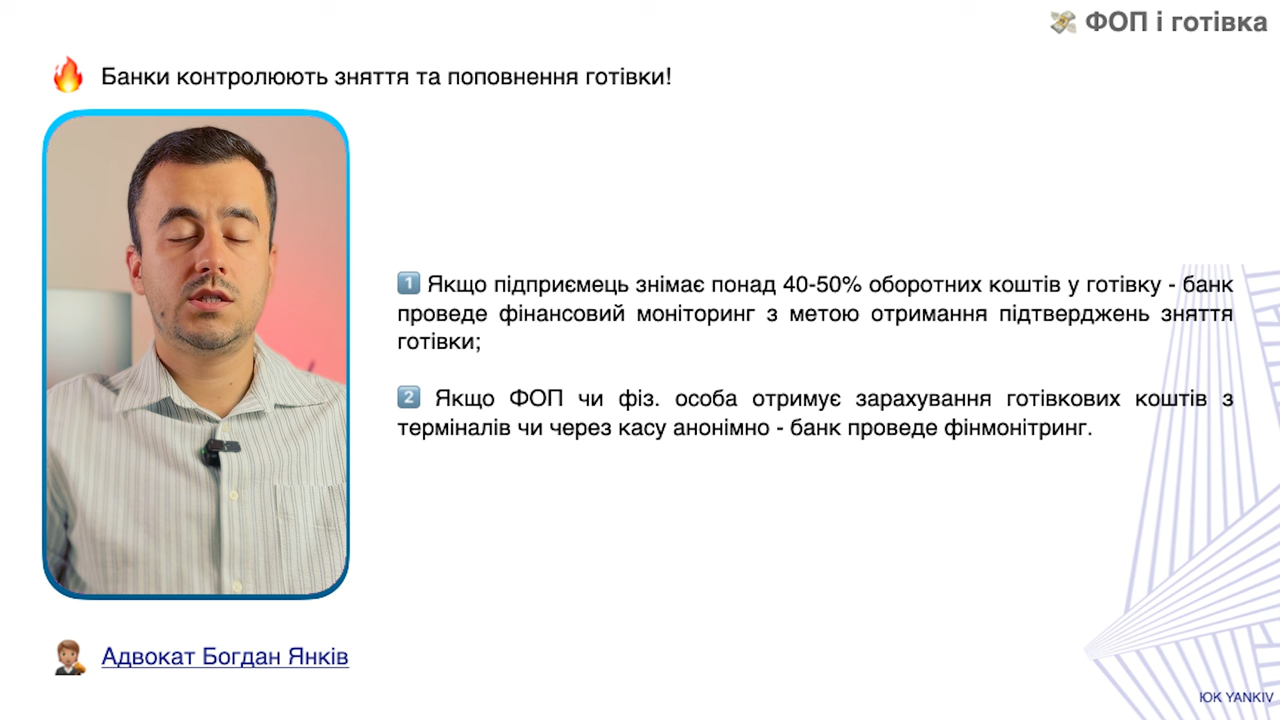 💸 ФОП і готівка
🔥 Банки контролюють зняття та поповнення готівки!
1️⃣ Якщо підприємець знімає понад 40-50% оборотних коштів у готівку - банк
проведе фінансовий моніторинг з метою отримання підтверджень зняття
готівки;
2️⃣ Якщо ФОП чи фіз. особа отримує зарахування готівкових коштів з
терміналів чи через касу анонімно - банк проведе фінмонітринг.
Адвокат Богдан Янків
ЮК YANKIV